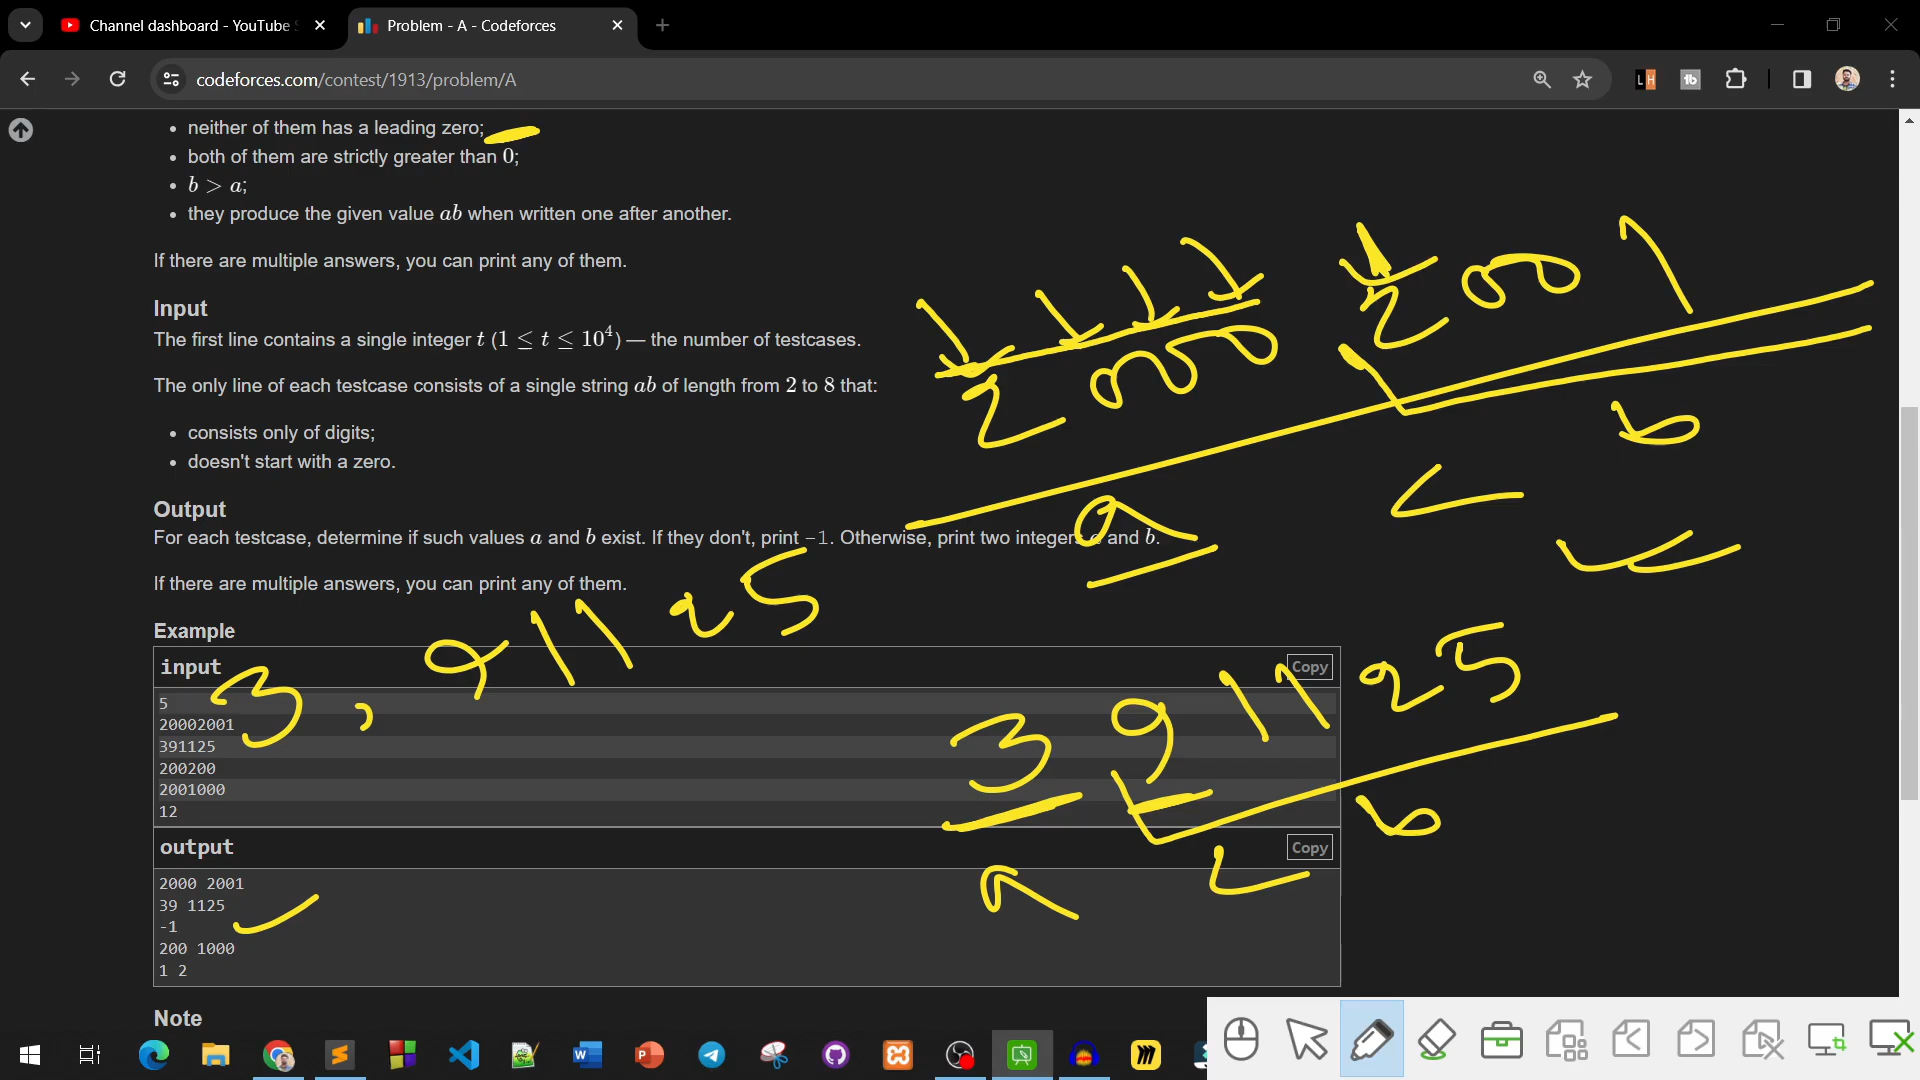 Channel dashboard - YouTube
Problem - A - Codeforces
codeforces.com/contest/1913/problem/A
• neither of them has a leading zero;
• both of them are strictly greater than 0;
• b > a;
• they produce the given value ab when written one after another.
If there are multiple answers, you can print any of them.
Input
The first line contains a single integer t (1 ≤ t ≤ 10⁴) — the number of testcases.
The only line of each testcase consists of a single string ab of length from 2 to 8 that:
• consists only of digits;
• doesn't start with a zero.
2000 2001
a b
<
Output
For each testcase, determine if such values a and b exist. If they don't, print −1. Otherwise, print two integers a and b.
If there are multiple answers, you can print any of them.
Example
3 , 91125
3 91125
a < b
input
Copy
5
20002001
391125
200200
2001000
12
output
Copy
2000 2001
39 1125
-1
200 1000
1 2
Note